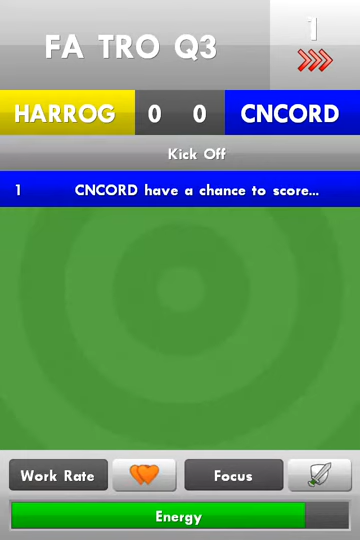 FA TRO Q3
1
HARROG 0 0 CNCORD
Kick Off
1 CNCORD have a chance to score...
Work Rate Focus
Energy